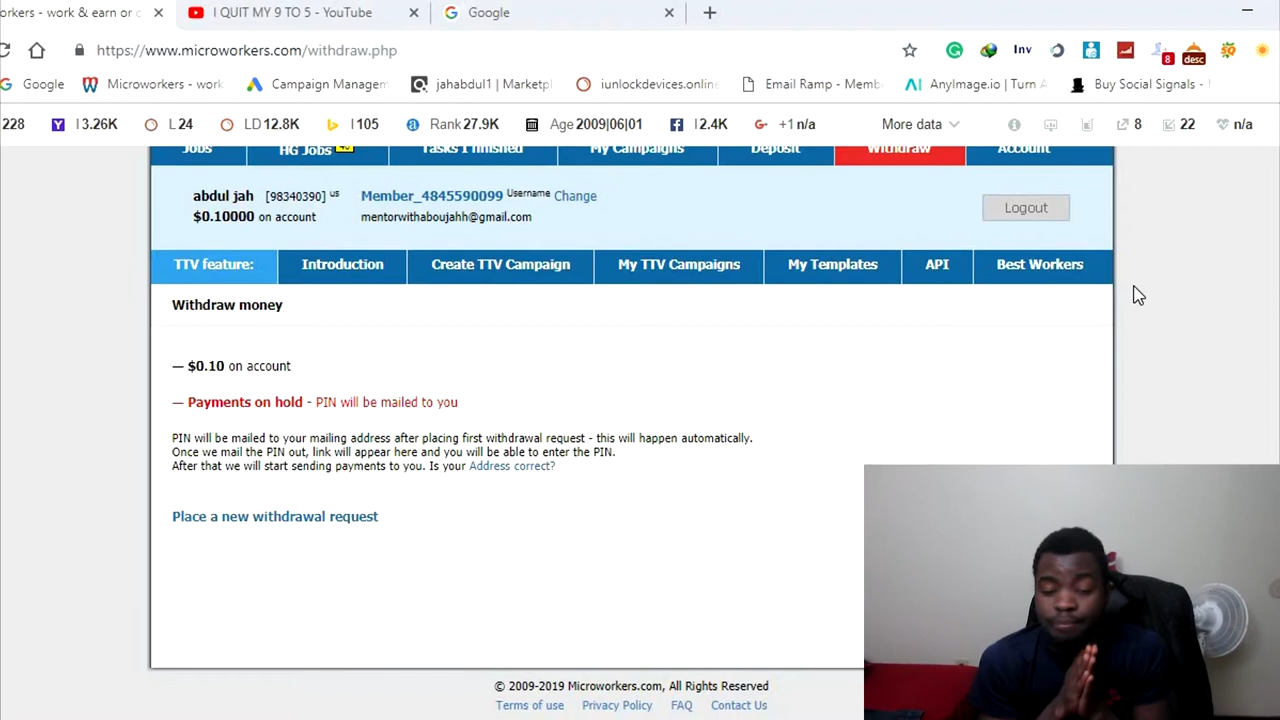 orkers - work & earn or c
I QUIT MY 9 TO 5 - YouTube
Google
https://www.microworkers.com/withdraw.php
Inv
8
desc
Google
Microworkers - work
Campaign Managem
jahabdul1 | Marketpl
iunlockdevices.online
Email Ramp - Memb
AnyImage.io | Turn A
Buy Social Signals -
228
I 3.26K
L 24
LD 12.8K
I 105
Rank 27.9K
Age 2009|06|01
I 2.4K
+1 n/a
More data
8
22
n/a
Jobs
HG Jobs
Tasks I finished
My Campaigns
Deposit
Withdraw
Account
abdul jah [98340390] us
Member_4845590099 Username Change
$0.10000 on account
mentorwithaboujahh@gmail.com
Logout
TTV feature:
Introduction
Create TTV Campaign
My TTV Campaigns
My Templates
API
Best Workers
Withdraw money
— $0.10 on account
— Payments on hold - PIN will be mailed to you
PIN will be mailed to your mailing address after placing first withdrawal request - this will happen automatically.
Once we mail the PIN out, link will appear here and you will be able to enter the PIN.
After that we will start sending payments to you. Is your Address correct?
Place a new withdrawal request
© 2009-2019 Microworkers.com, All Rights Reserved
Terms of use
Privacy Policy
FAQ
Contact Us